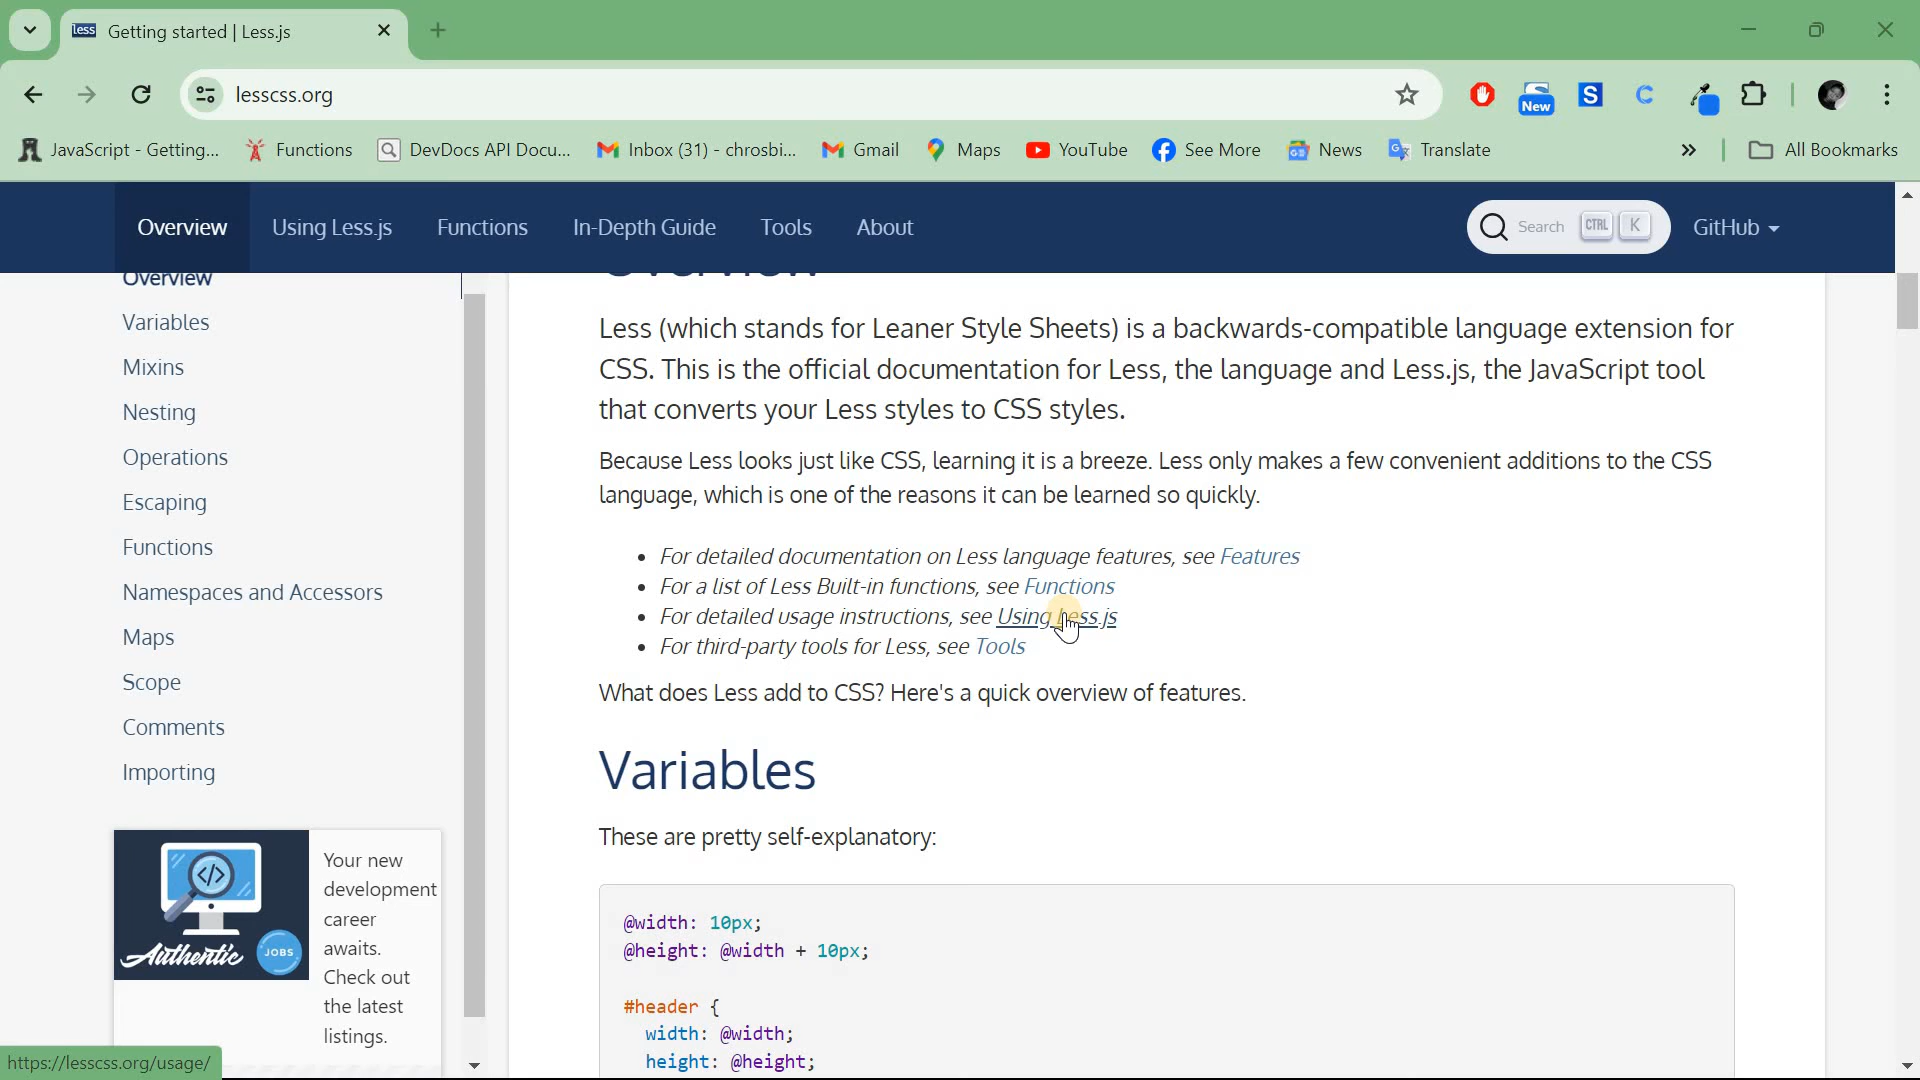 less Getting started | Less.js
lesscss.org
New
S
C
JavaScript - Getting...
Functions
DevDocs API Docu...
Inbox (31) - chrosbi...
Gmail
Maps
YouTube
See More
News
Translate
»
All Bookmarks
Overview
Using Less.js
Functions
In-Depth Guide
Tools
About
Search CTRL K
GitHub
Overview
Variables
Mixins
Nesting
Operations
Escaping
Functions
Namespaces and Accessors
Maps
Scope
Comments
Importing
Authentic JOBS
Your new
development
career
awaits.
Check out
the latest
listings.
https://lesscss.org/usage/
Overview
Less (which stands for Leaner Style Sheets) is a backwards-compatible language extension for
CSS. This is the official documentation for Less, the language and Less.js, the JavaScript tool
that converts your Less styles to CSS styles.
Because Less looks just like CSS, learning it is a breeze. Less only makes a few convenient additions to the CSS
language, which is one of the reasons it can be learned so quickly.
• For detailed documentation on Less language features, see Features
• For a list of Less Built-in functions, see Functions
• For detailed usage instructions, see Using Less.js
• For third-party tools for Less, see Tools
What does Less add to CSS? Here's a quick overview of features.
Variables
These are pretty self-explanatory:
@width: 10px;
@height: @width + 10px;
#header {
width: @width;
height: @height;